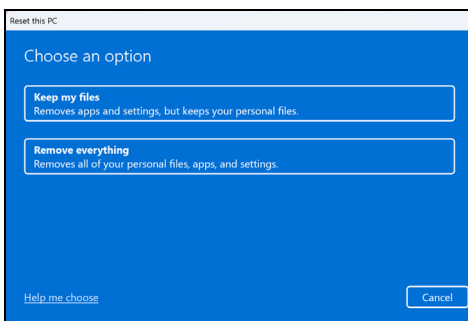 Reset this PC
Choose an option
Keep my files
Removes apps and settings, but keeps your personal files.
Remove everything
Removes all of your personal files, apps, and settings.
Help me choose
Cancel